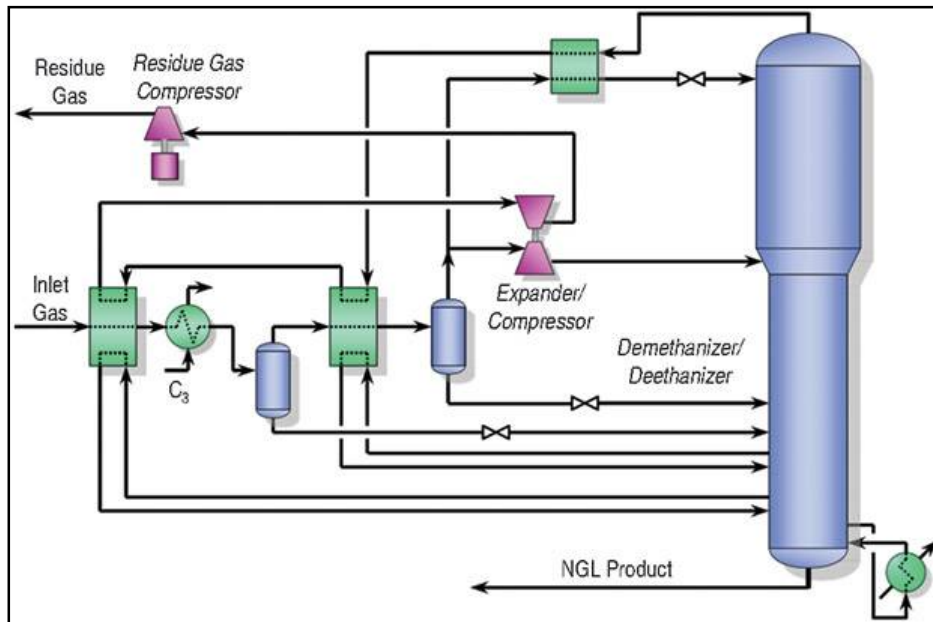 Residue
Gas
Residue Gas
Compressor
Inlet
Gas
C₃
Expander/
Compressor
Demethanizer/
Deethanizer
NGL Product